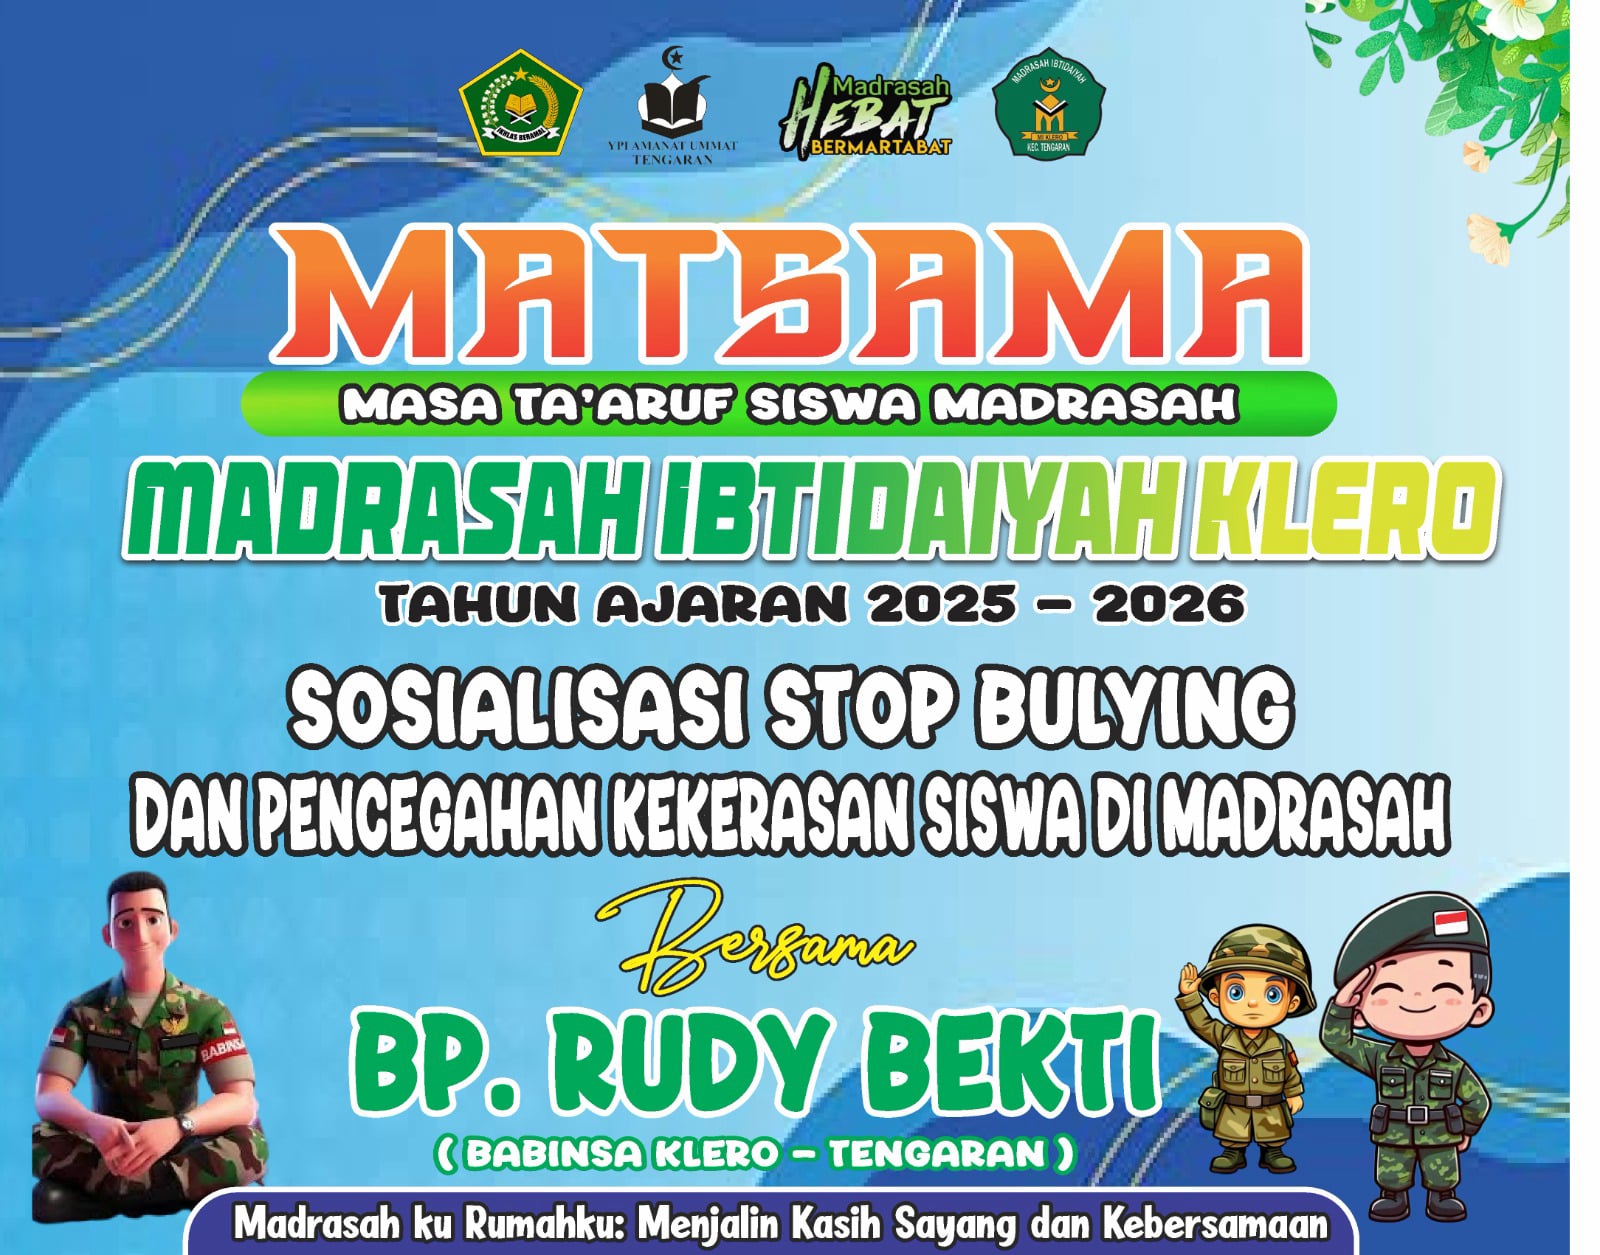 IKHLAS BERAMAL
YPI AMANAT UMMAT
TENGARAN
Madrasah
HEBAT
BERMARTABAT
MADRASAH IBTIDAIYAH
MI KLERO
KEC. TENGARAN
MATSAMA
MASA TA'ARUF SISWA MADRASAH
MADRASAH IBTIDAIYAH KLERO
TAHUN AJARAN 2025 – 2026
SOSIALISASI STOP BULYING
DAN PENCEGAHAN KEKERASAN SISWA DI MADRASAH
Bersama
BP. RUDY BEKTI
( BABINSA KLERO – TENGARAN )
BABINSA
Madrasah ku Rumahku: Menjalin Kasih Sayang dan Kebersamaan